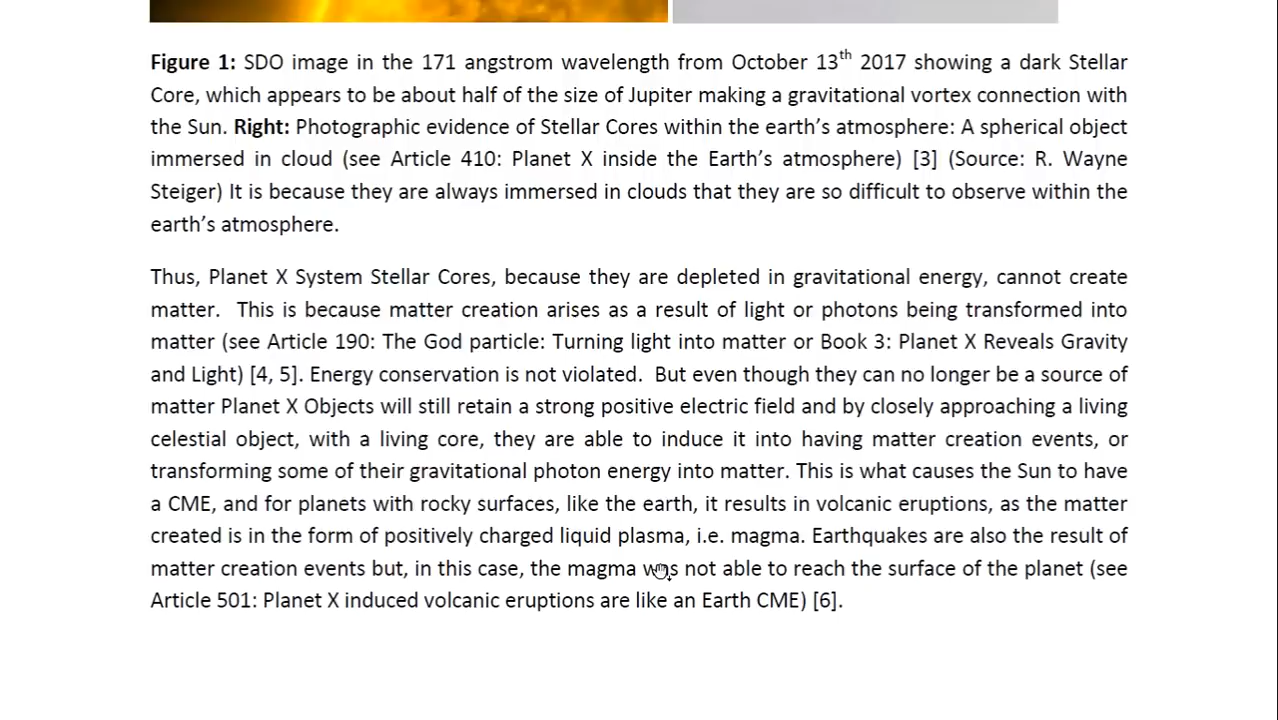 Figure 1: SDO image in the 171 angstrom wavelength from October 13th 2017 showing a dark Stellar
Core, which appears to be about half of the size of Jupiter making a gravitational vortex connection with
the Sun. Right: Photographic evidence of Stellar Cores within the earth’s atmosphere: A spherical object
immersed in cloud (see Article 410: Planet X inside the Earth’s atmosphere) [3] (Source: R. Wayne
Steiger) It is because they are always immersed in clouds that they are so difficult to observe within the
earth’s atmosphere.
Thus, Planet X System Stellar Cores, because they are depleted in gravitational energy, cannot create
matter.  This is because matter creation arises as a result of light or photons being transformed into
matter (see Article 190: The God particle: Turning light into matter or Book 3: Planet X Reveals Gravity
and Light) [4, 5]. Energy conservation is not violated.  But even though they can no longer be a source of
matter Planet X Objects will still retain a strong positive electric field and by closely approaching a living
celestial object, with a living core, they are able to induce it into having matter creation events, or
transforming some of their gravitational photon energy into matter. This is what causes the Sun to have
a CME, and for planets with rocky surfaces, like the earth, it results in volcanic eruptions, as the matter
created is in the form of positively charged liquid plasma, i.e. magma. Earthquakes are also the result of
matter creation events but, in this case, the magma was not able to reach the surface of the planet (see
Article 501: Planet X induced volcanic eruptions are like an Earth CME) [6].